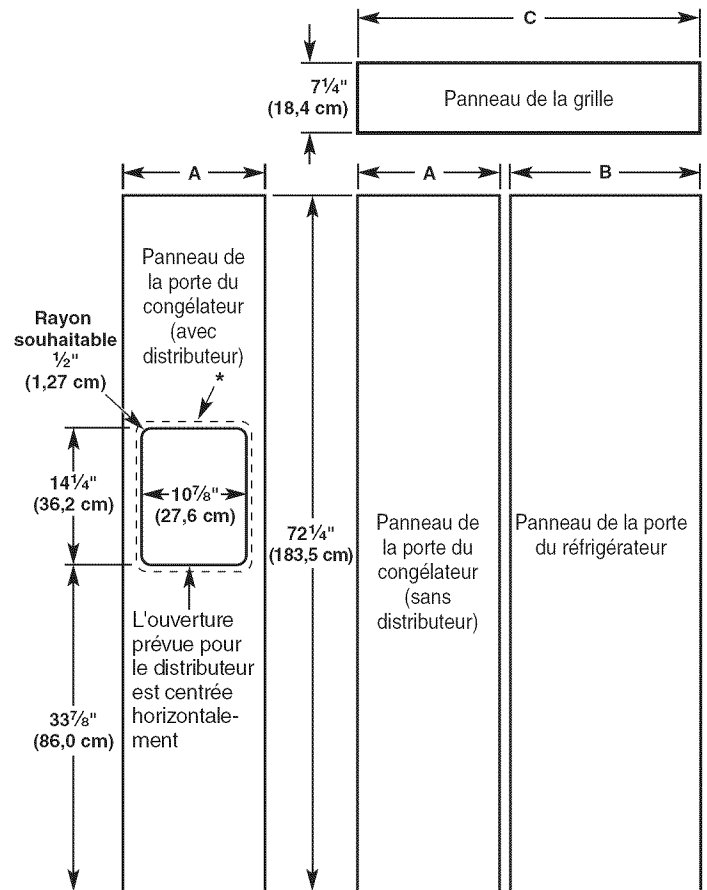 C
7¼"
(18,4 cm)
Panneau de la grille
A
A
B
Panneau de
la porte du
congélateur
(avec
distributeur)
*
Rayon
souhaitable
½"
(1,27 cm)
14¼"
(36,2 cm)
10⅞"
(27,6 cm)
72¼"
(183,5 cm)
Panneau de
la porte du
congélateur
(sans
distributeur)
Panneau de la porte
du réfrigérateur
L'ouverture
prévue pour
le distributeur
est centrée
horizontale-
ment
33⅞"
(86,0 cm)